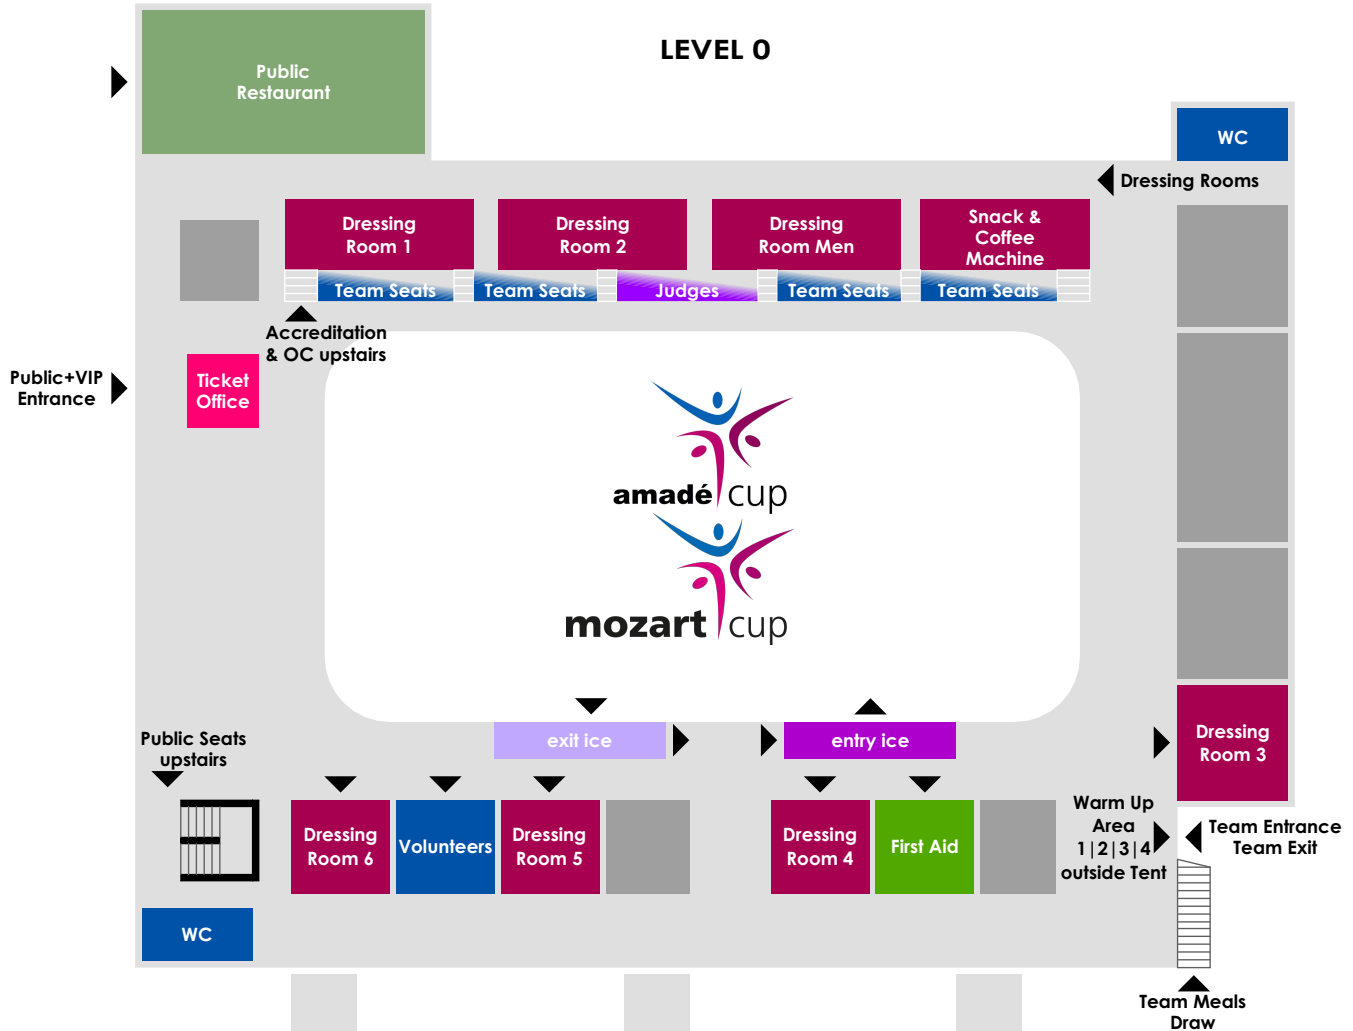 LEVEL 0
Public
Restaurant
WC
Dressing Rooms
Dressing
Room 1
Dressing
Room 2
Dressing
Room Men
Snack &
Coffee
Machine
Team Seats
Team Seats
Judges
Team Seats
Team Seats
Accreditation
& OC upstairs
Public+VIP
Entrance
Ticket
Office
amadé cup
mozart cup
exit ice
entry ice
Public Seats
upstairs
Dressing
Room 3
Dressing
Room 6
Volunteers
Dressing
Room 5
Dressing
Room 4
First Aid
Warm Up
Area
1|2|3|4
outside Tent
Team Entrance
Team Exit
WC
Team Meals
Draw